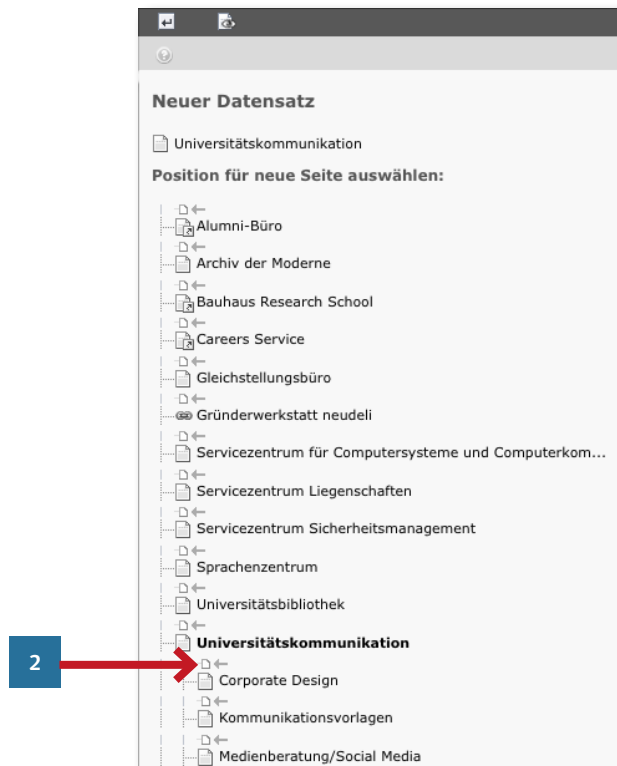 Neuer Datensatz
Universitätskommunikation
Position für neue Seite auswählen:
Alumni-Büro
Archiv der Moderne
Bauhaus Research School
Careers Service
Gleichstellungsbüro
Gründerwerkstatt neudeli
Servicezentrum für Computersysteme und Computerkom...
Servicezentrum Liegenschaften
Servicezentrum Sicherheitsmanagement
Sprachenzentrum
Universitätsbibliothek
Universitätskommunikation
2
Corporate Design
Kommunikationsvorlagen
Medienberatung/Social Media